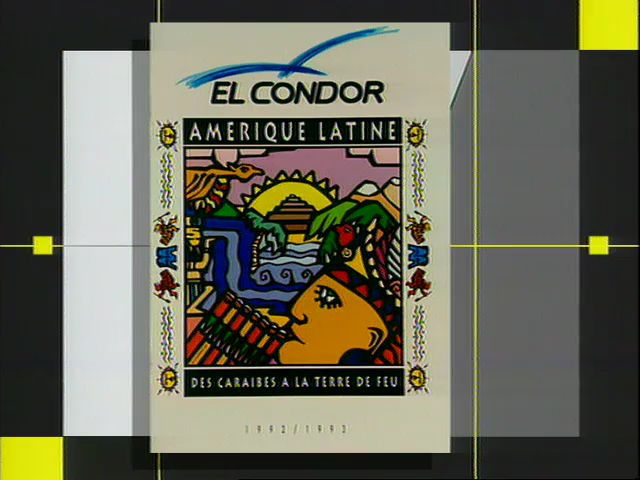 EL CONDOR
AMERIQUE LATINE
DES CARAIBES A LA TERRE DE FEU
1992/1993